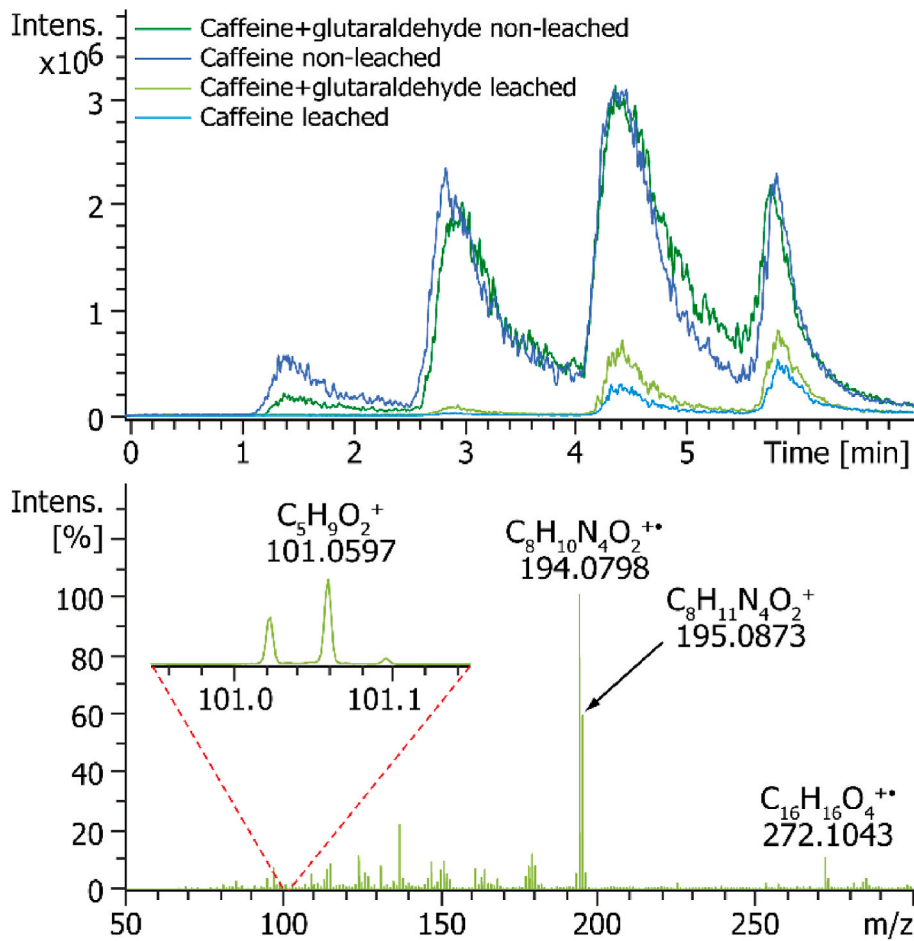 Intens.
x10⁶
Caffeine+glutaraldehyde non-leached
Caffeine non-leached
Caffeine+glutaraldehyde leached
Caffeine leached
3
2
1
0
0 1 2 3 4 5 Time [min]
Intens.
[%]
C₅H₉O₂⁺
101.0597
C₈H₁₀N₄O₂⁺•
194.0798
C₈H₁₁N₄O₂⁺
195.0873
100
80
101.0 101.1
60
40
C₁₆H₁₆O₄⁺•
272.1043
20
0
50 100 150 200 250 m/z